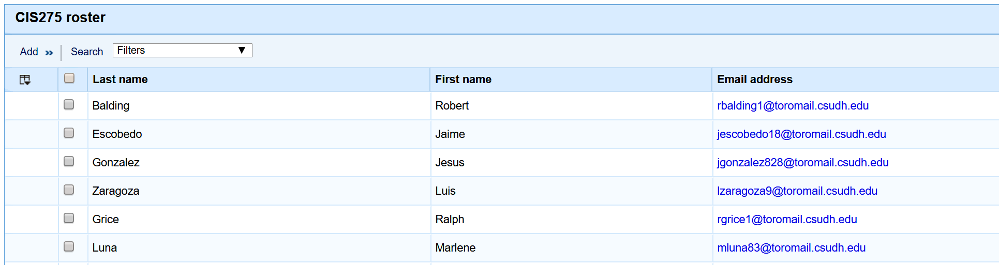 CIS275 roster
Add » Search Filters
Last name First name Email address
Balding Robert rbalding1@toromail.csudh.edu
Escobedo Jaime jescobedo18@toromail.csudh.edu
Gonzalez Jesus jgonzalez828@toromail.csudh.edu
Zaragoza Luis lzaragoza9@toromail.csudh.edu
Grice Ralph rgrice1@toromail.csudh.edu
Luna Marlene mluna83@toromail.csudh.edu